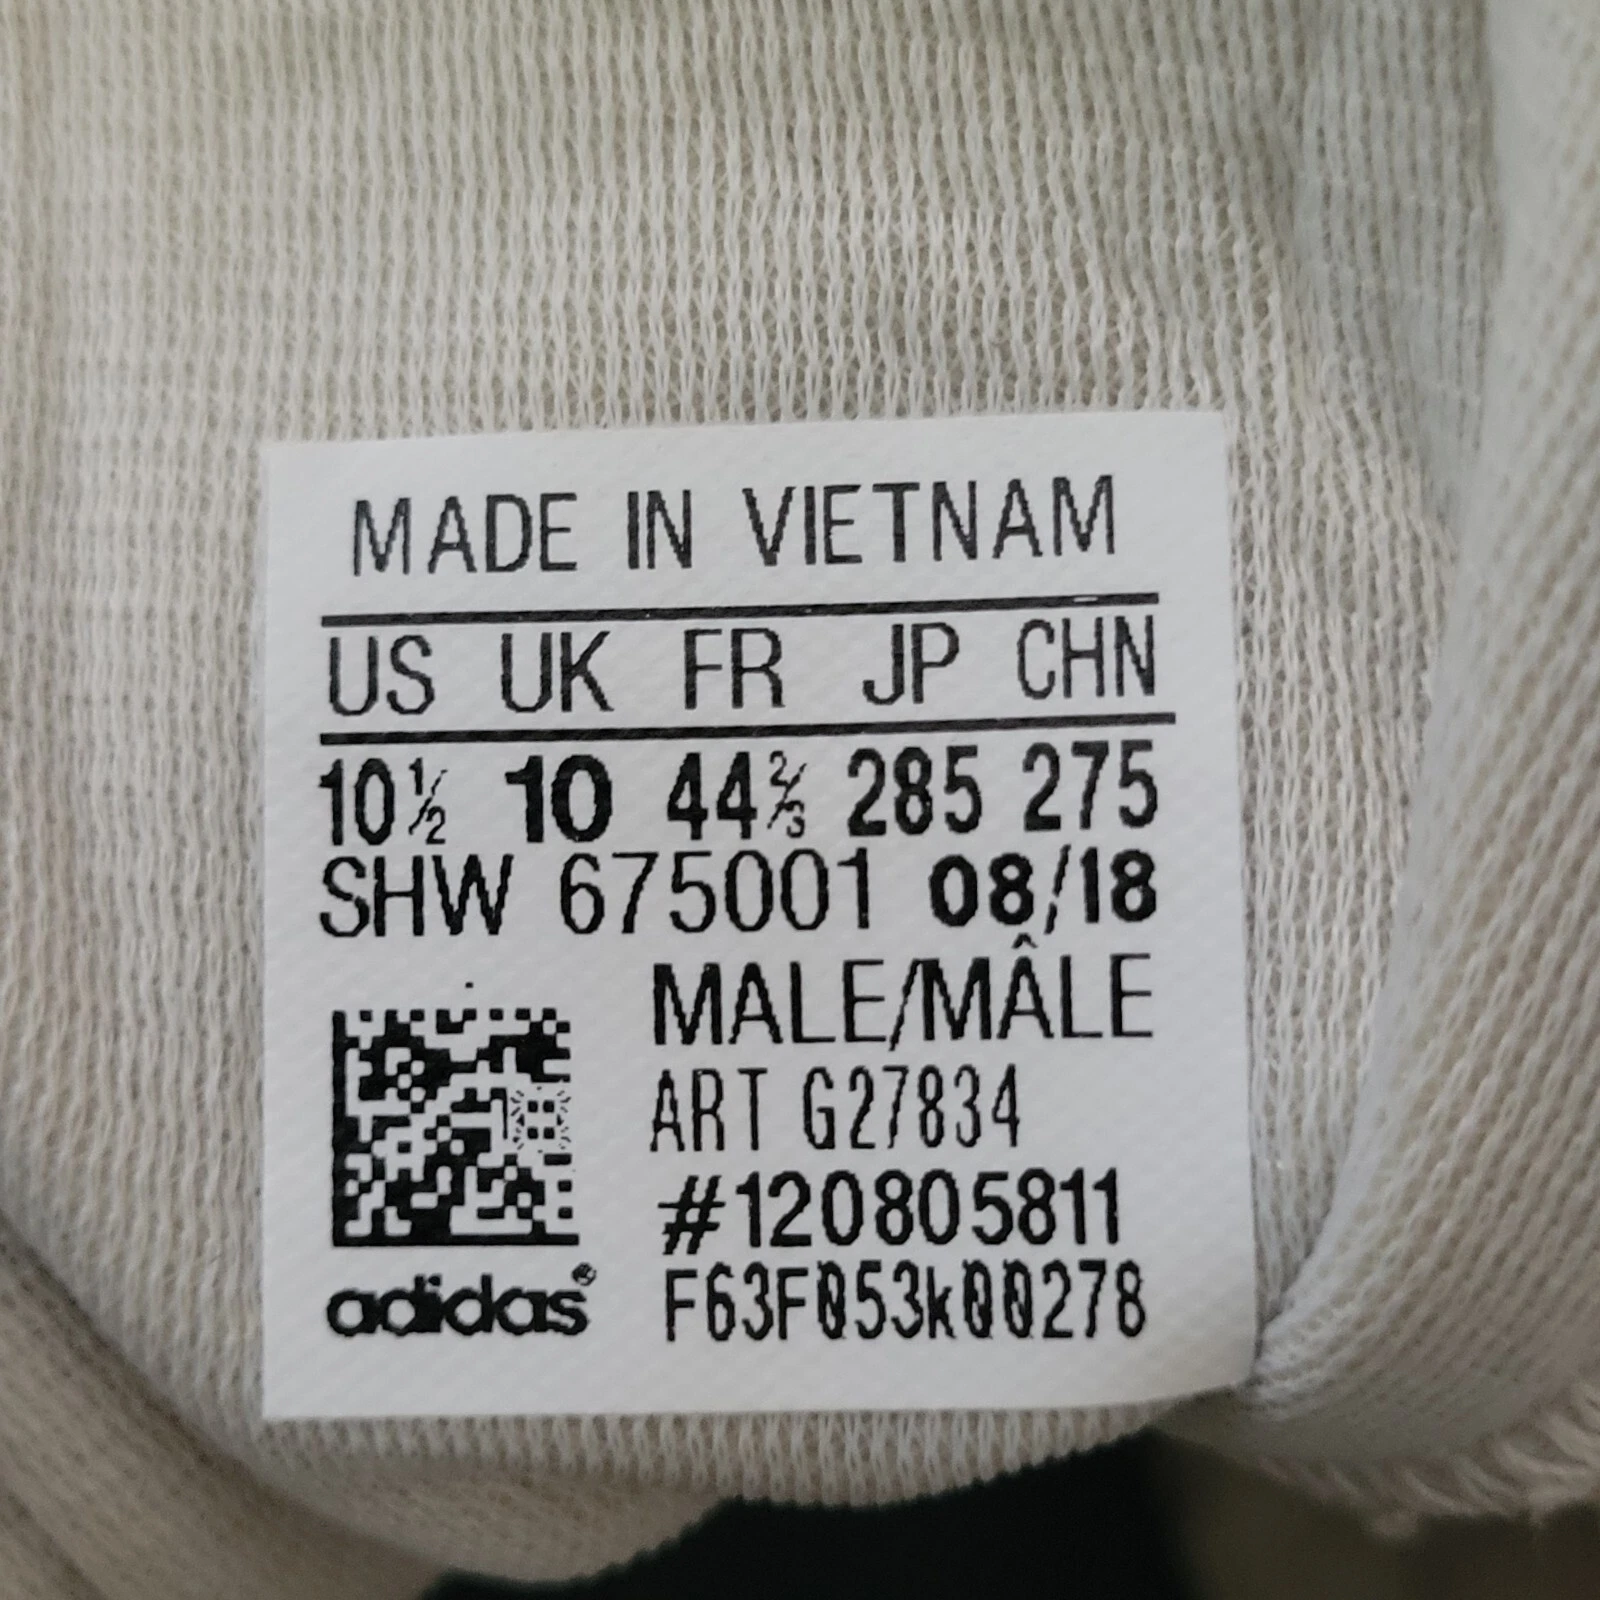 MADE IN VIETNAM
US UK FR JP CHN
10½ 10 44⅔ 285 275
SHW 675001 08/18
MALE/MÂLE
ART G27834
#120805811
F63F053k00278
adidas®